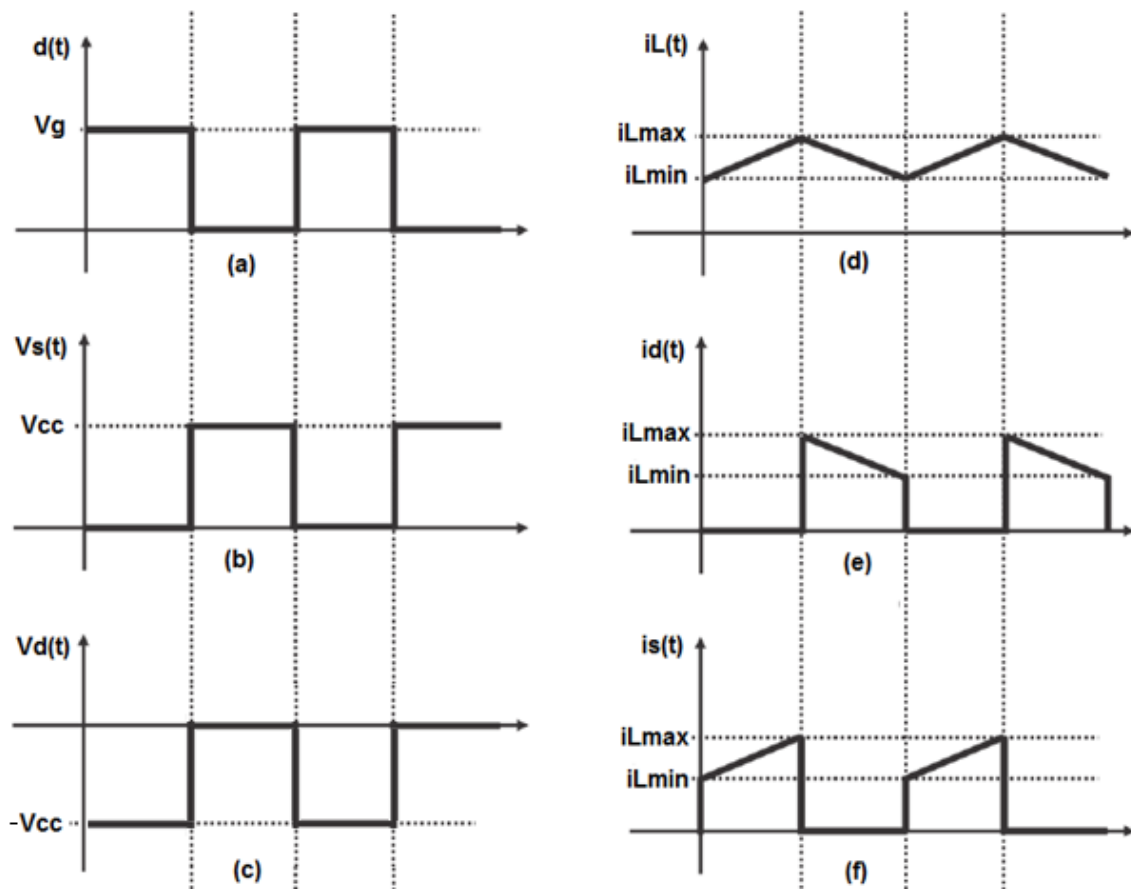 d(t)
Vg
(a)
Vs(t)
Vcc
(b)
Vd(t)
-Vcc
(c)
iL(t)
iLmax
iLmin
(d)
id(t)
iLmax
iLmin
(e)
is(t)
iLmax
iLmin
(f)